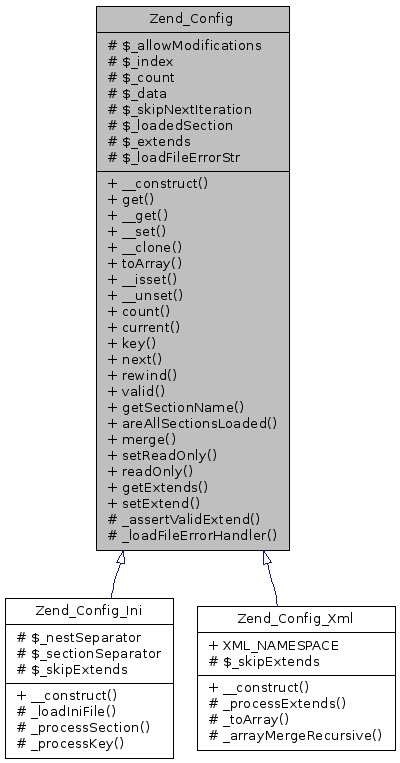 Zend_Config
# $_allowModifications
# $_index
# $_count
# $_data
# $_skipNextIteration
# $_loadedSection
# $_extends
# $_loadFileErrorStr
+ __construct()
+ get()
+ __get()
+ __set()
+ __clone()
+ toArray()
+ __isset()
+ __unset()
+ count()
+ current()
+ key()
+ next()
+ rewind()
+ valid()
+ getSectionName()
+ areAllSectionsLoaded()
+ merge()
+ setReadOnly()
+ readOnly()
+ getExtends()
+ setExtend()
# _assertValidExtend()
# _loadFileErrorHandler()
Zend_Config_Ini
# $_nestSeparator
# $_sectionSeparator
# $_skipExtends
+ __construct()
# _loadIniFile()
# _processSection()
# _processKey()
Zend_Config_Xml
+ XML_NAMESPACE
# $_skipExtends
+ __construct()
# _processExtends()
# _toArray()
# _arrayMergeRecursive()